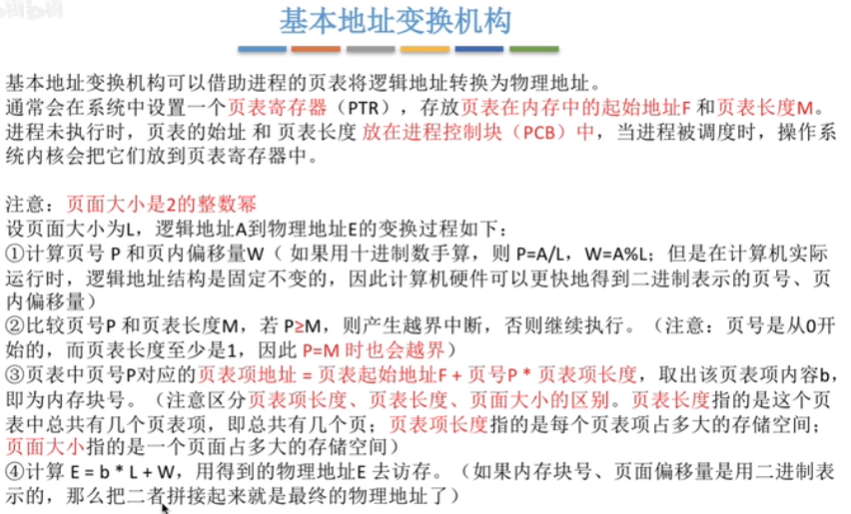 基本地址变换机构
基本地址变换机构可以借助进程的页表将逻辑地址转换为物理地址。
通常会在系统中设置一个页表寄存器（PTR），存放页表在内存中的起始地址F 和页表长度M。
进程未执行时，页表的始址 和 页表长度 放在进程控制块（PCB）中，当进程被调度时，操作系
统内核会把它们放到页表寄存器中。
注意：页面大小是2的整数幂
设页面大小为L，逻辑地址A到物理地址E的变换过程如下：
①计算页号 P 和页内偏移量W（ 如果用十进制数手算，则 P=A/L，W=A%L；但是在计算机实际
运行时，逻辑地址结构是固定不变的，因此计算机硬件可以更快地得到二进制表示的页号、页
内偏移量）
②比较页号P 和页表长度M，若 P≥M，则产生越界中断，否则继续执行。（注意：页号是从0开
始的，而页表长度至少是1，因此 P=M 时也会越界）
③页表中页号P对应的页表项地址 = 页表起始地址F + 页号P * 页表项长度，取出该页表项内容b，
即为内存块号。（注意区分页表项长度、页表长度、页面大小的区别。页表长度指的是这个页
表中总共有几个页表项，即总共有几个页；页表项长度指的是每个页表项占多大的存储空间；
页面大小指的是一个页面占多大的存储空间）
④计算 E = b * L + W，用得到的物理地址E 去访存。（如果内存块号、页面偏移量是用二进制表
示的，那么把二者拼接起来就是最终的物理地址了）